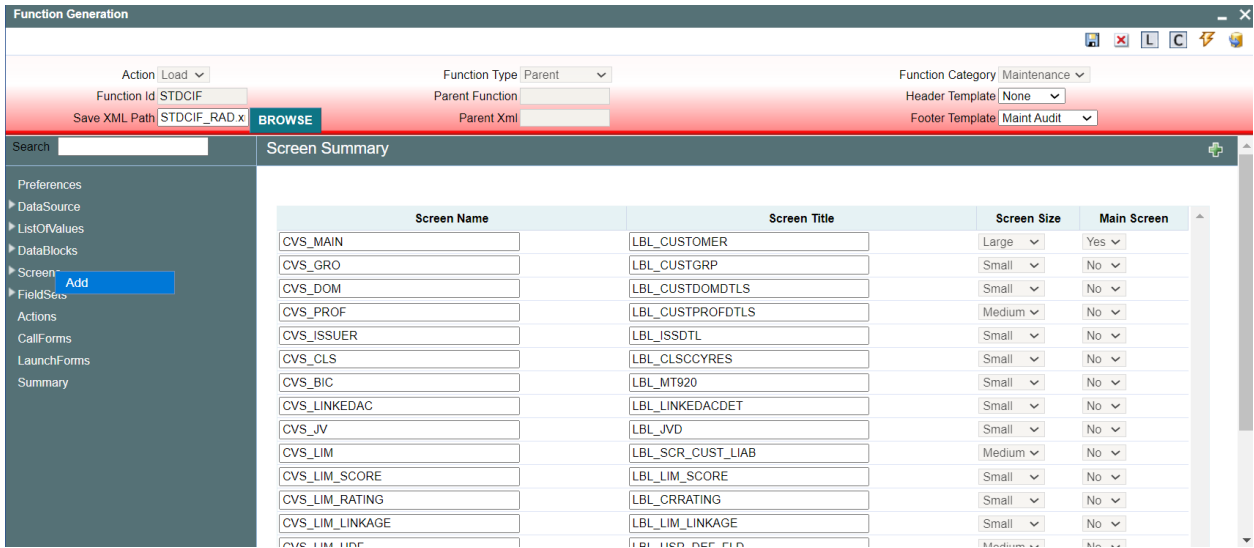 Function Generation
L C
Action Load Function Type Parent Function Category Maintenance
Function Id STDCIF Parent Function Header Template None
Save XML Path STDCIF_RAD.x BROWSE Parent Xml Footer Template Maint Audit
Search Screen Summary
Preferences
DataSource
ListOfValues
DataBlocks
Screens
Add
FieldSets
Actions
CallForms
LaunchForms
Summary
Screen Name Screen Title Screen Size Main Screen
CVS_MAIN LBL_CUSTOMER Large Yes
CVS_GRO LBL_CUSTGRP Small No
CVS_DOM LBL_CUSTDOMDTLS Small No
CVS_PROF LBL_CUSTPROFDTLS Medium No
CVS_ISSUER LBL_ISSDTL Small No
CVS_CLS LBL_CLSCCYRES Small No
CVS_BIC LBL_MT920 Small No
CVS_LINKEDAC LBL_LINKEDACDET Small No
CVS_JV LBL_JVD Small No
CVS_LIM LBL_SCR_CUST_LIAB Medium No
CVS_LIM_SCORE LBL_LIM_SCORE Small No
CVS_LIM_RATING LBL_CRRATING Small No
CVS_LIM_LINKAGE LBL_LIM_LINKAGE Small No
CVS_LIM_UDF LBL_USR_DEF_FLD Medium No